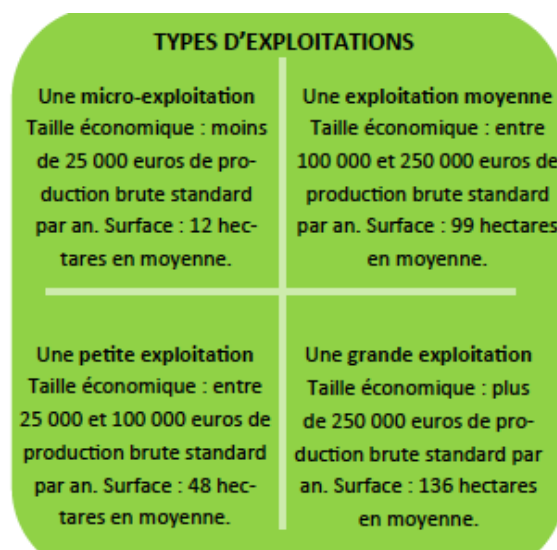 TYPES D'EXPLOITATIONS
Une micro-exploitation
Taille économique : moins
de 25 000 euros de pro-
duction brute standard
par an. Surface : 12 hec-
tares en moyenne.
Une exploitation moyenne
Taille économique : entre
100 000 et 250 000 euros de
production brute standard
par an. Surface : 99 hectares
en moyenne.
Une petite exploitation
Taille économique : entre
25 000 et 100 000 euros de
production brute standard
par an. Surface : 48 hec-
tares en moyenne.
Une grande exploitation
Taille économique : plus
de 250 000 euros de pro-
duction brute standard par
an. Surface : 136 hectares
en moyenne.